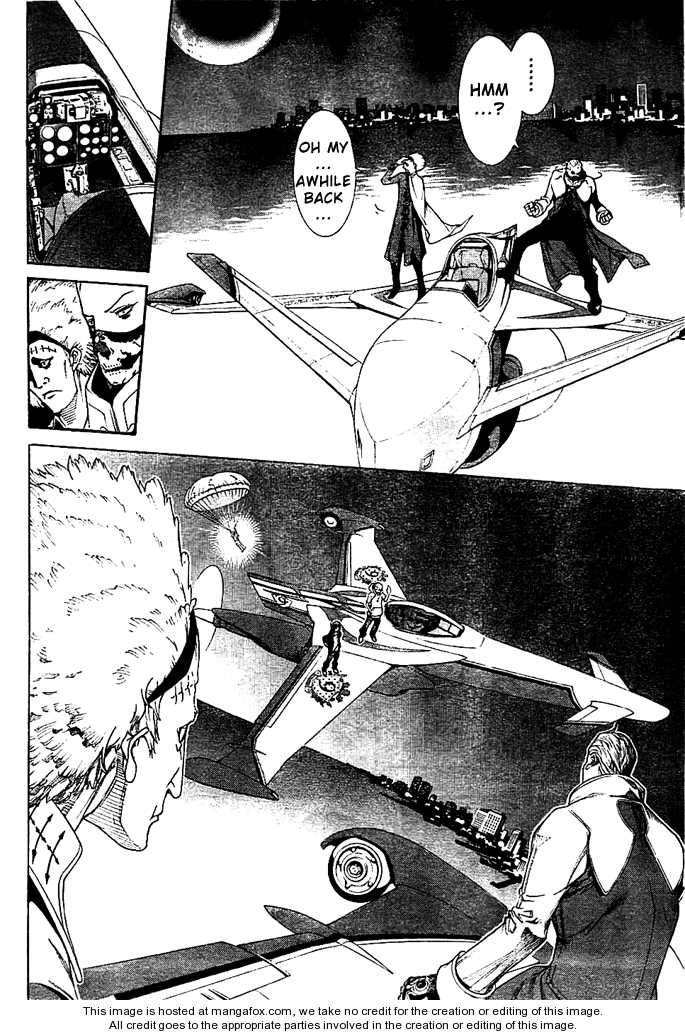 ......
HMM
...?
OH MY
...
AWHILE
BACK
...
This image is hosted at mangafox.com, we take no credit for the creation or editing of this image.
All credit goes to the appropriate parties involved in the creation or editing of this image.